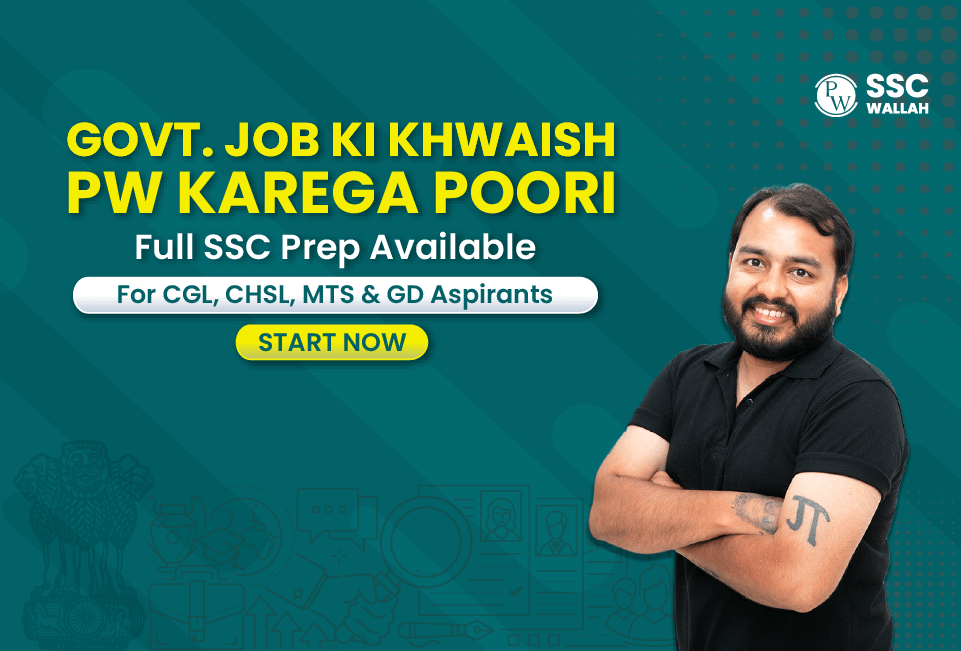 PW SSC
WALLAH
GOVT. JOB KI KHWAISH
PW KAREGA POORI
Full SSC Prep Available
For CGL, CHSL, MTS & GD Aspirants
START NOW